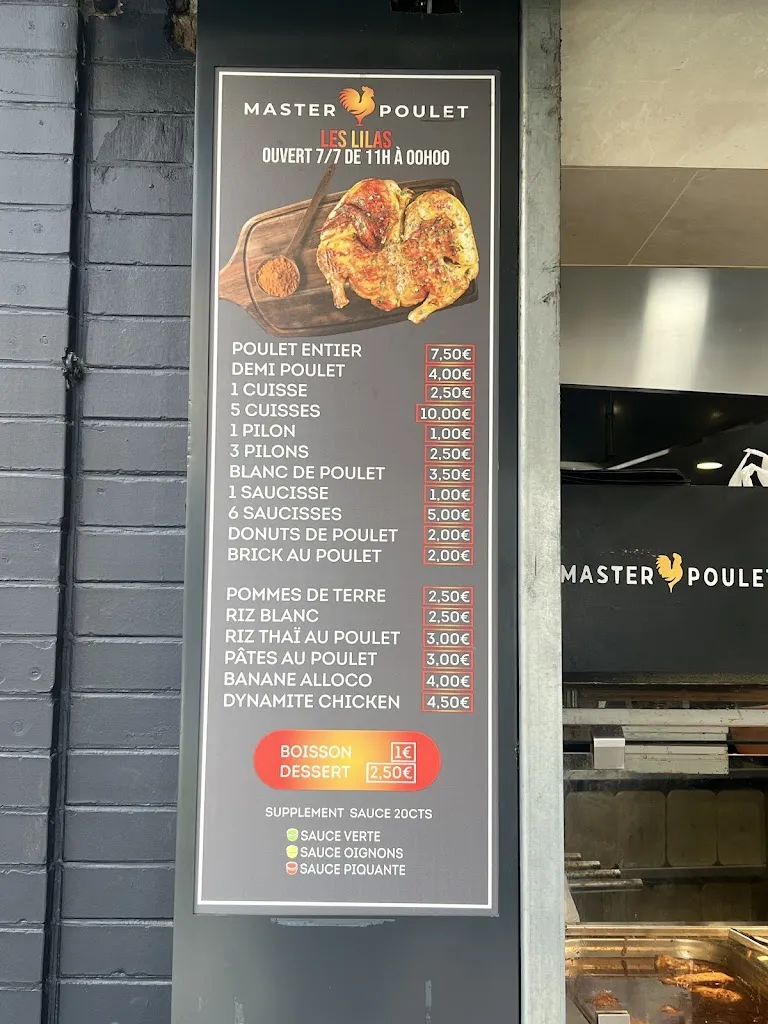 MASTER POULET
LES LILAS
OUVERT 7/7 DE 11H À 00H00
POULET ENTIER 7,50€
DEMI POULET 4,00€
1 CUISSE 2,50€
5 CUISSES 10,00€
1 PILON 1,00€
3 PILONS 2,50€
BLANC DE POULET 3,50€
1 SAUCISSE 1,00€
6 SAUCISSES 5,00€
DONUTS DE POULET 2,00€
BRICK AU POULET 2,00€
POMMES DE TERRE 2,50€
RIZ BLANC 2,50€
RIZ THAÏ AU POULET 3,00€
PÂTES AU POULET 3,00€
BANANE ALLOCO 4,00€
DYNAMITE CHICKEN 4,50€
BOISSON 1€
DESSERT 2,50€
SUPPLEMENT SAUCE 20CTS
SAUCE VERTE
SAUCE OIGNONS
SAUCE PIQUANTE
MASTER POULET